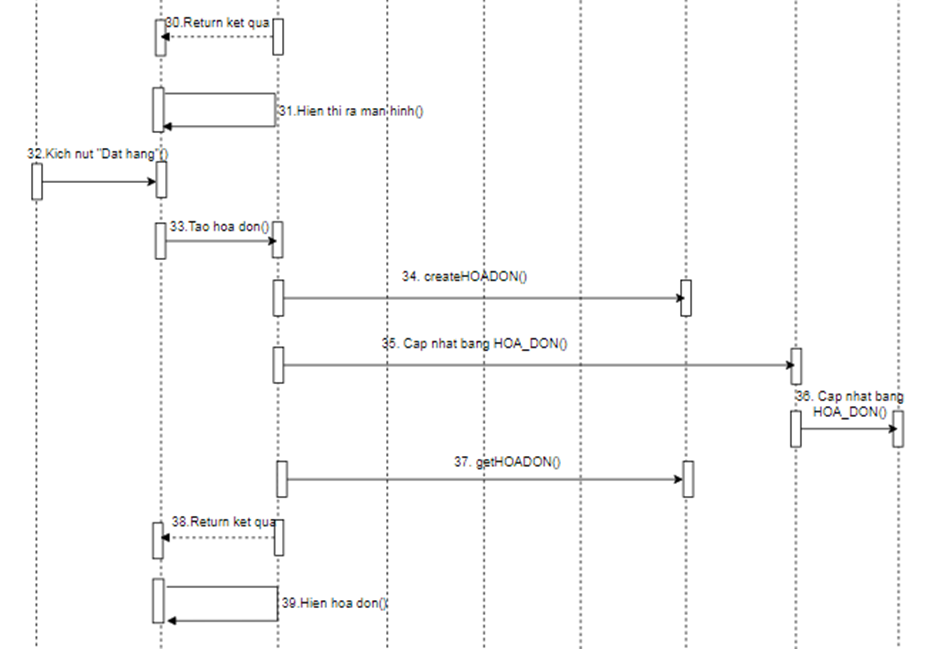 30.Return ket qua
31.Hien thi ra man hinh()
32.Kich nut "Dat hang"()
33.Tao hoa don()
34. createHOADON()
35. Cap nhat bang HOA_DON()
36. Cap nhat bang
HOA_DON()
37. getHOADON()
38.Return ket qua
39.Hien hoa don()